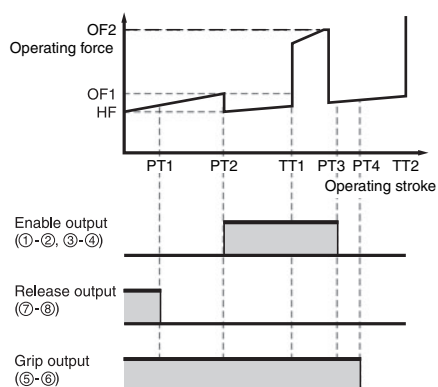 OF2
Operating force
OF1
HF
PT1 PT2 TT1 PT3 PT4 TT2
Operating stroke
Enable output
(①-②, ③-④)
Release output
(⑦-⑧)
Grip output
(⑤-⑥)